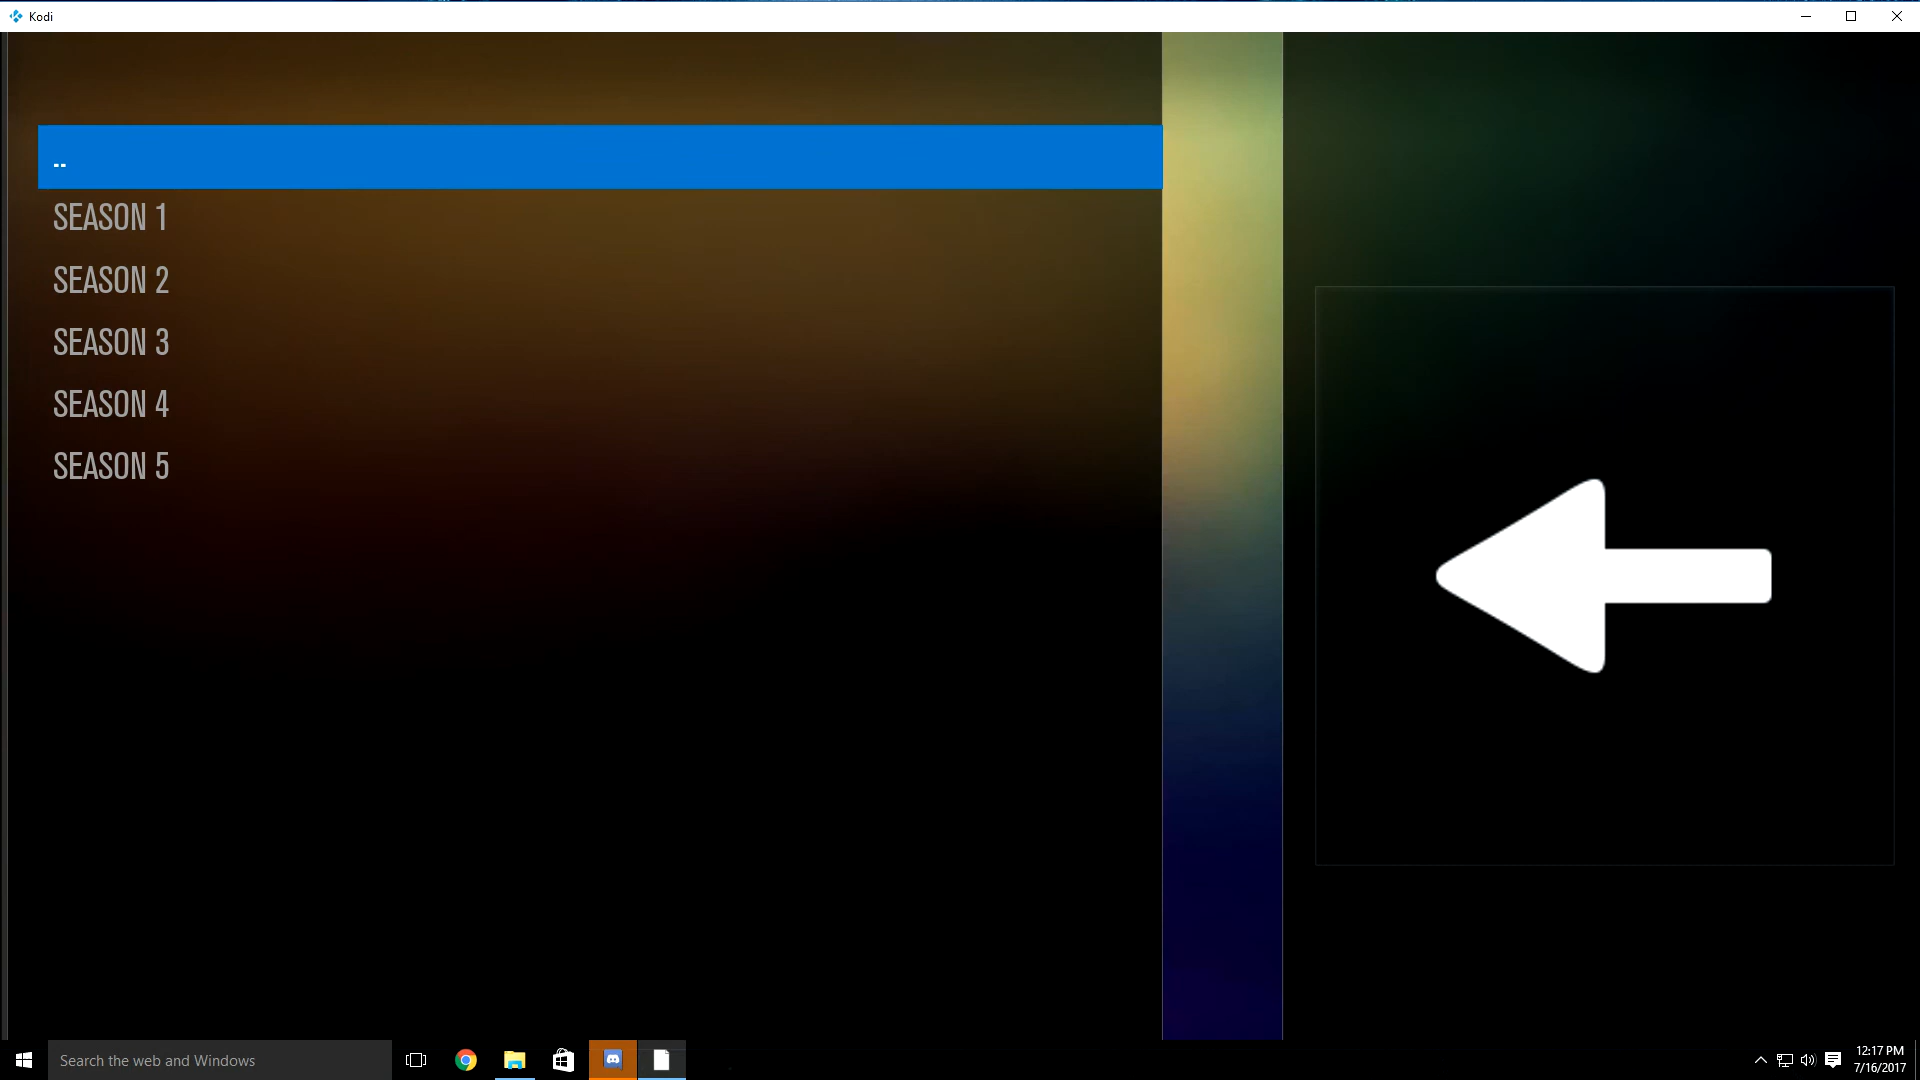 Kodi
..
SEASON 1
SEASON 2
SEASON 3
SEASON 4
SEASON 5
Search the web and Windows
12:17 PM
7/16/2017